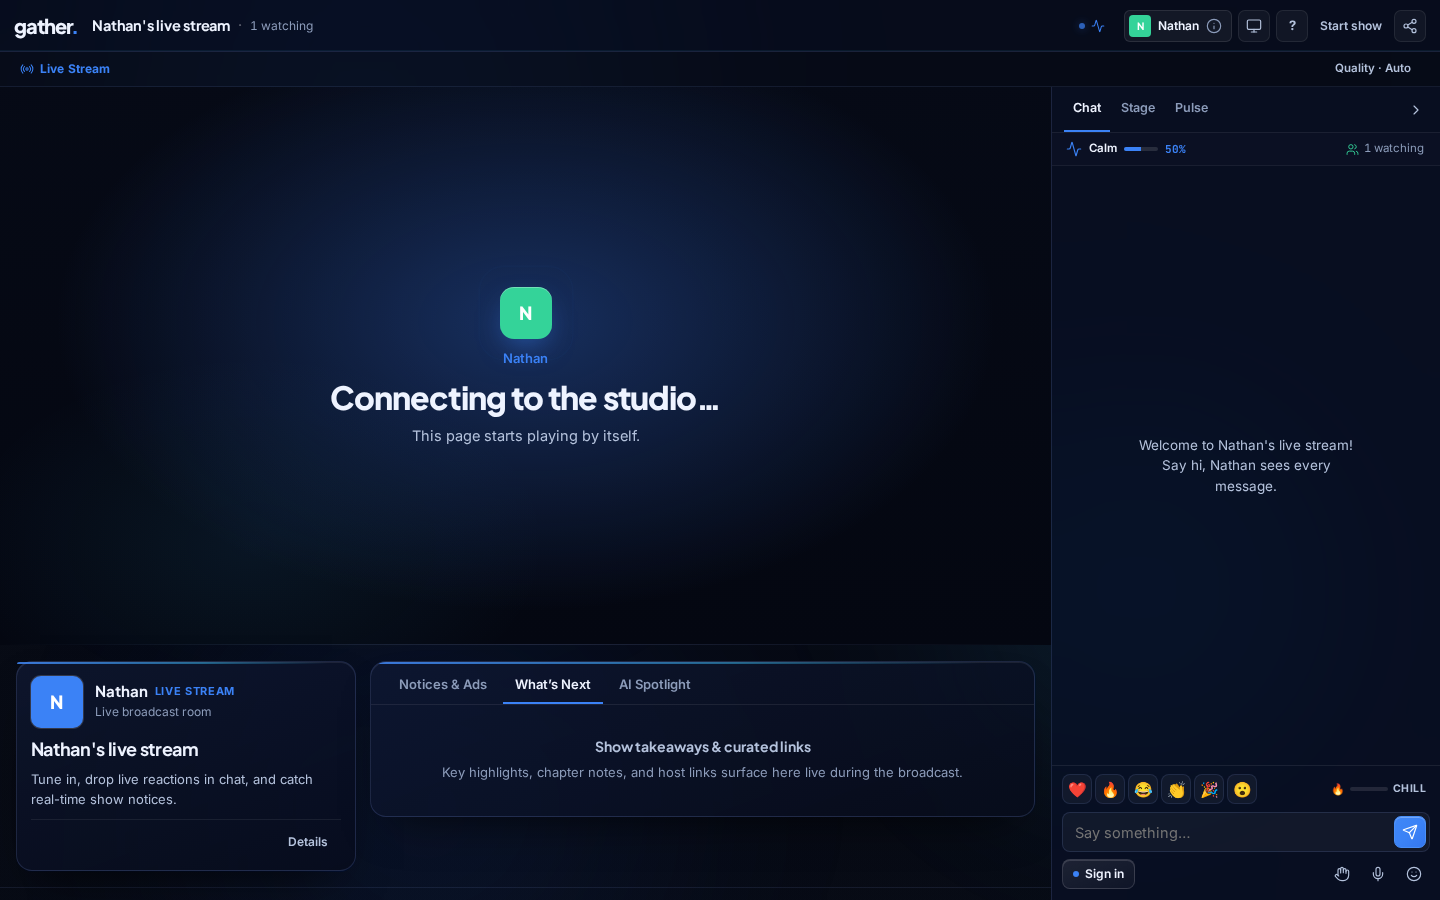 gather.
Nathan's live stream · 1 watching
N Nathan
?
Start show
Live Stream
Quality · Auto
N
Nathan
Connecting to the studio...
This page starts playing by itself.
Chat Stage Pulse
Calm 50% 1 watching
Welcome to Nathan's live stream!
Say hi, Nathan sees every
message.
N
Nathan LIVE STREAM
Live broadcast room
Nathan's live stream
Tune in, drop live reactions in chat, and catch
real-time show notices.
Details
Notices & Ads What's Next AI Spotlight
Show takeaways & curated links
Key highlights, chapter notes, and host links surface here live during the broadcast.
CHILL
Say something...
Sign in